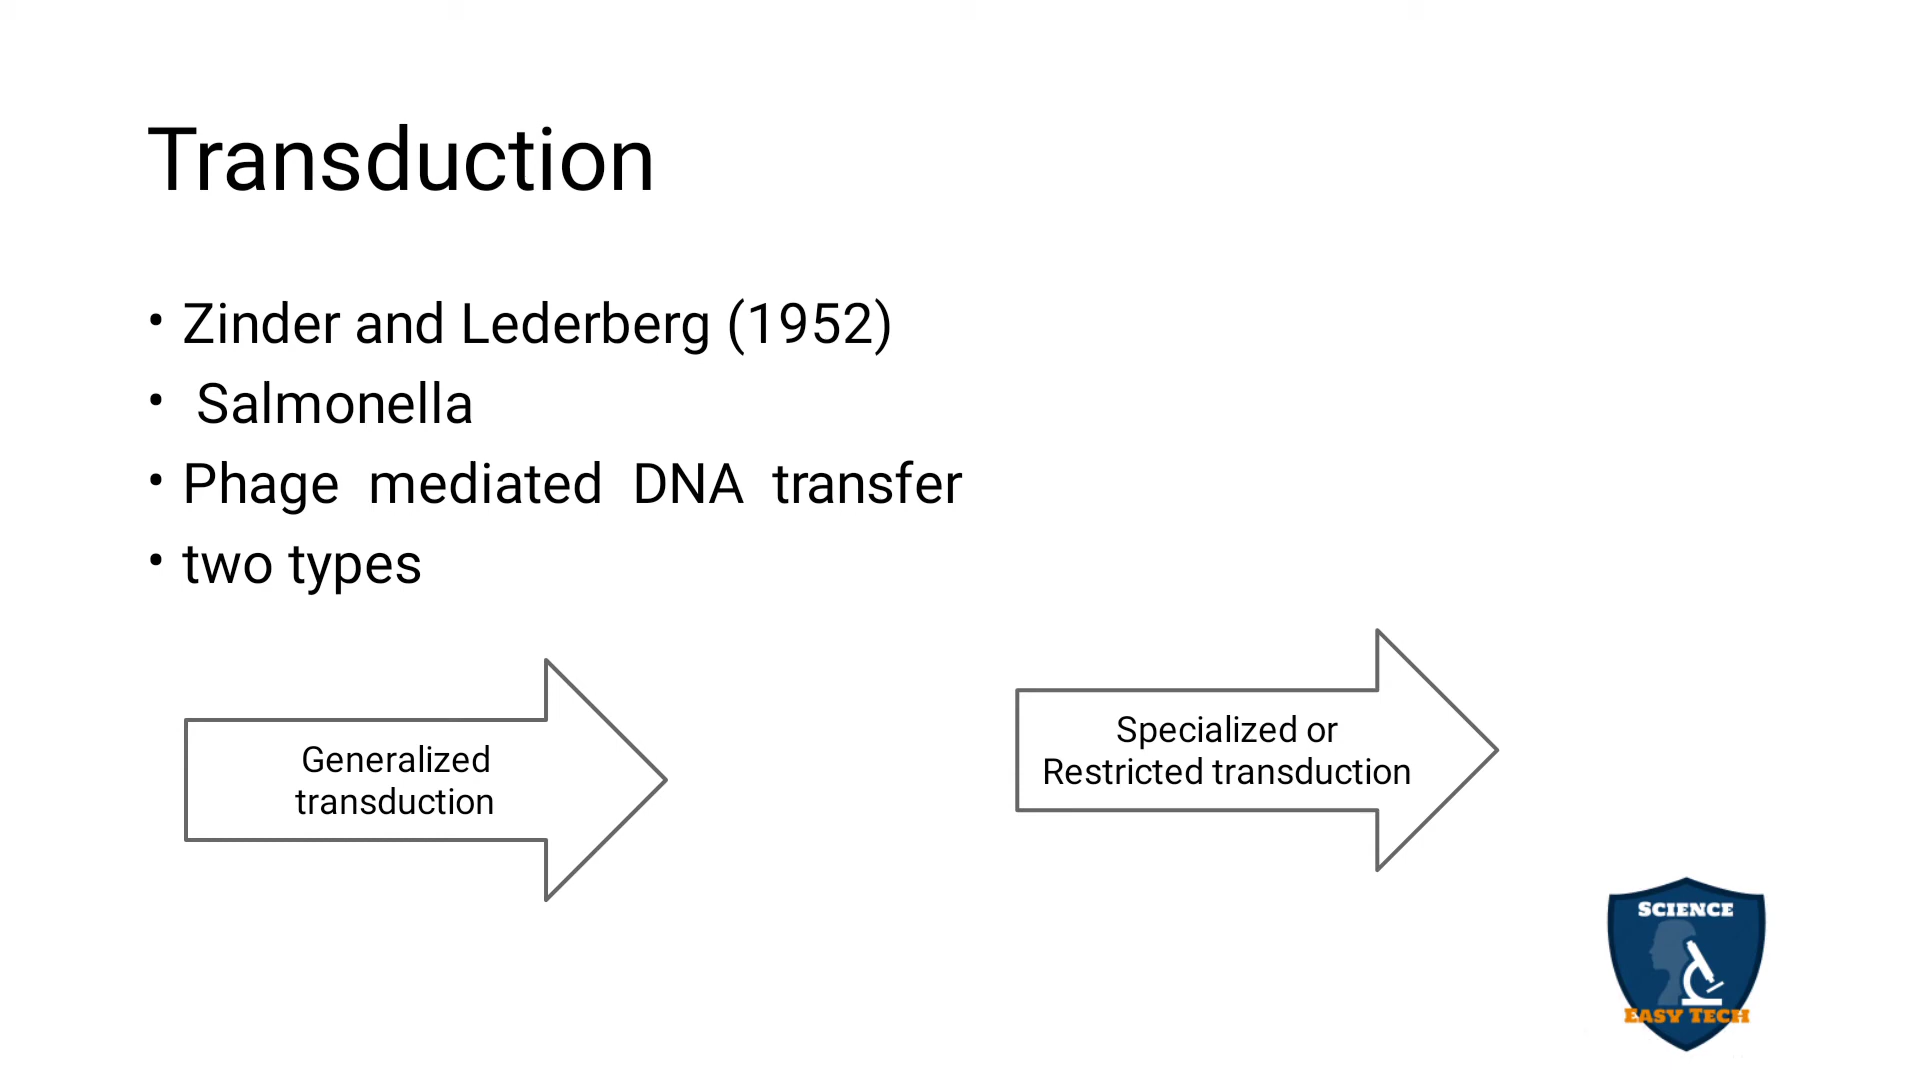 Transduction
• Zinder and Lederberg (1952)
• Salmonella
• Phage mediated DNA transfer
• two types
Generalized
transduction
Specialized or
Restricted transduction
SCIENCE
EASY TECH